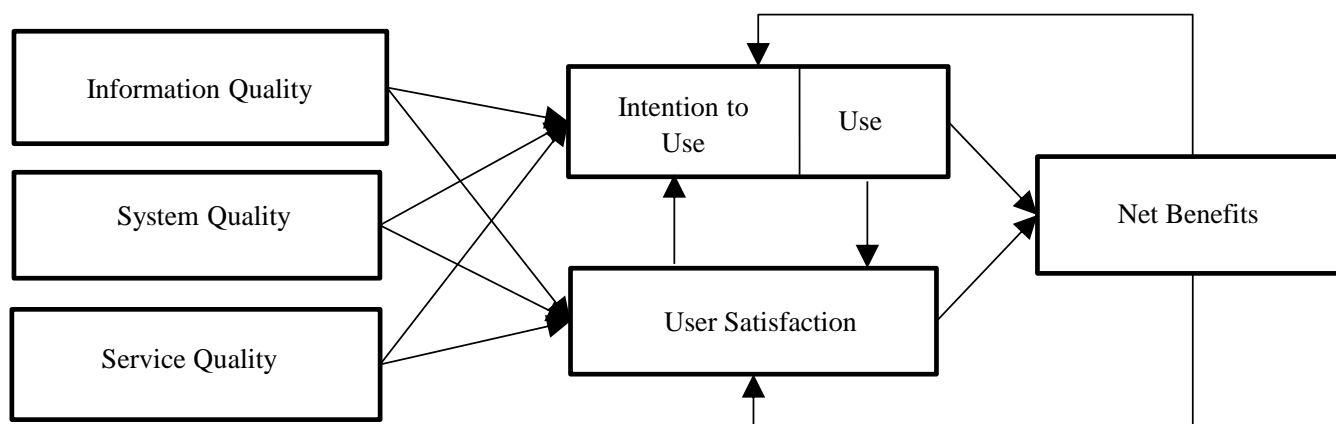 Information Quality
Intention to
Use
Use
System Quality
Net Benefits
User Satisfaction
Service Quality